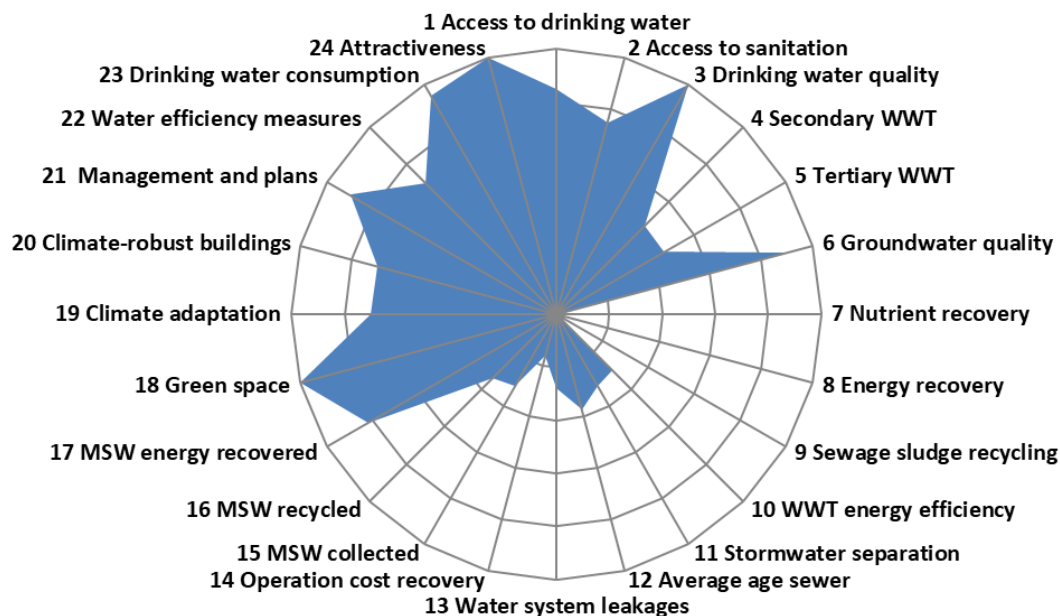 1 Access to drinking water
2 Access to sanitation
3 Drinking water quality
4 Secondary WWT
5 Tertiary WWT
6 Groundwater quality
7 Nutrient recovery
8 Energy recovery
9 Sewage sludge recycling
10 WWT energy efficiency
11 Stormwater separation
12 Average age sewer
13 Water system leakages
14 Operation cost recovery
15 MSW collected
16 MSW recycled
17 MSW energy recovered
18 Green space
19 Climate adaptation
20 Climate-robust buildings
21  Management and plans
22 Water efficiency measures
23 Drinking water consumption
24 Attractiveness